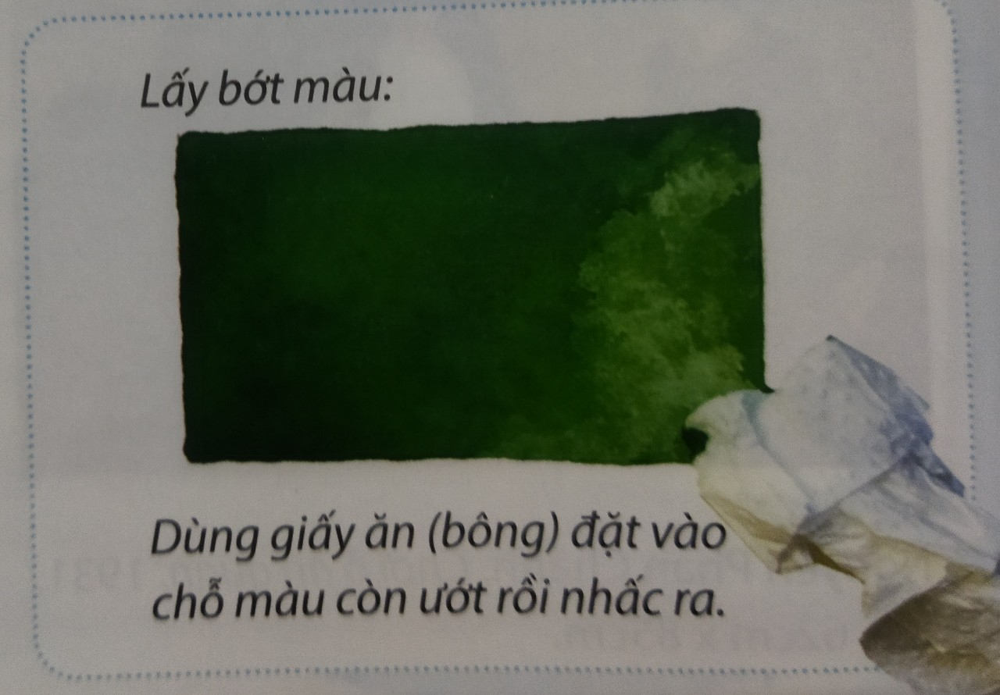 Lấy bớt màu:
Dùng giấy ăn (bông) đặt vào
chỗ màu còn ướt rồi nhấc ra.